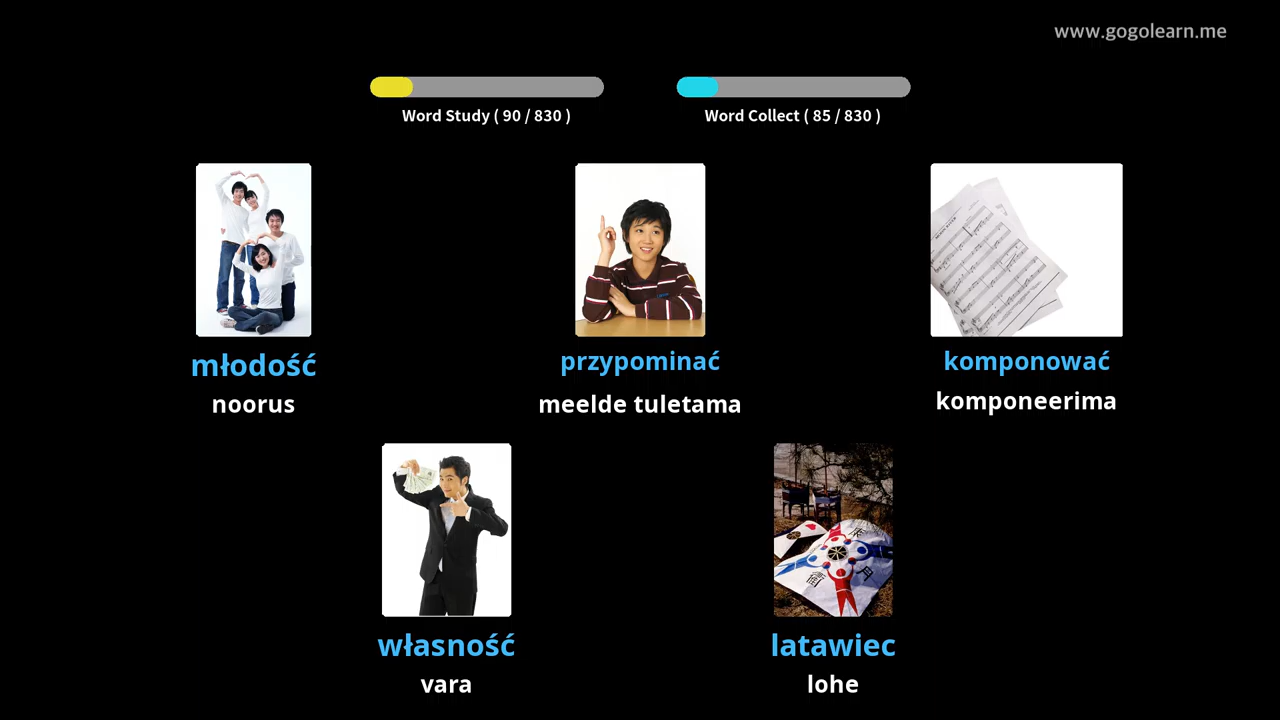 www.gogolearn.me
Word Study ( 90 / 830 )
Word Collect ( 85 / 830 )
młodość
noorus
przypominać
meelde tuletama
komponować
komponeerima
własność
vara
latawiec
lohe